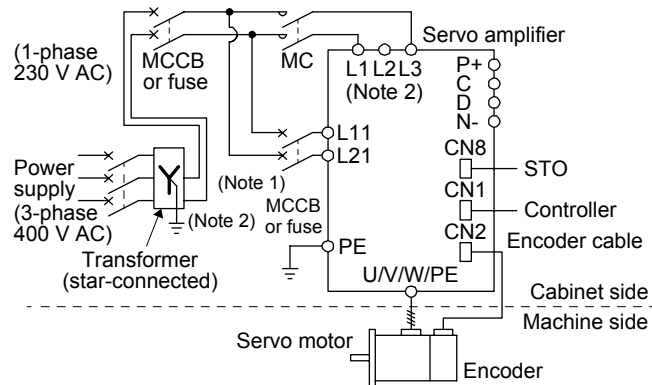 (1-phase
230 V AC)
MCCB
or fuse
MC
Servo amplifier
L1 L2 L3
(Note 2)
P+
C
D
N-
L11
L21
CN8
STO
Power
supply
(3-phase
400 V AC)
(Note 1)
(Note 2)
MCCB
or fuse
CN1
Controller
CN2
Encoder cable
PE
Transformer
(star-connected)
U/V/W/PE
Cabinet side
Machine side
Servo motor
Encoder